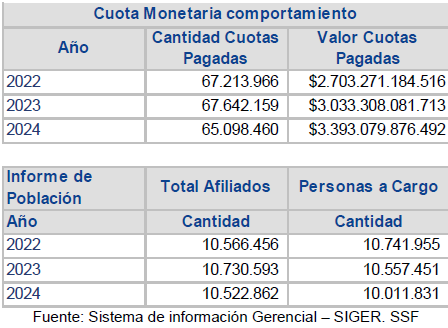 Cuota Monetaria comportamiento
Año Cantidad Cuotas Pagadas Valor Cuotas Pagadas
2022 67.213.966 $2.703.271.184.516
2023 67.642.159 $3.033.308.081.713
2024 65.098.460 $3.393.079.876.492
Informe de Población Total Afiliados Personas a Cargo
Año Cantidad Cantidad
2022 10.566.456 10.741.955
2023 10.730.593 10.557.451
2024 10.522.862 10.011.831
Fuente: Sistema de información Gerencial – SIGER. SSF